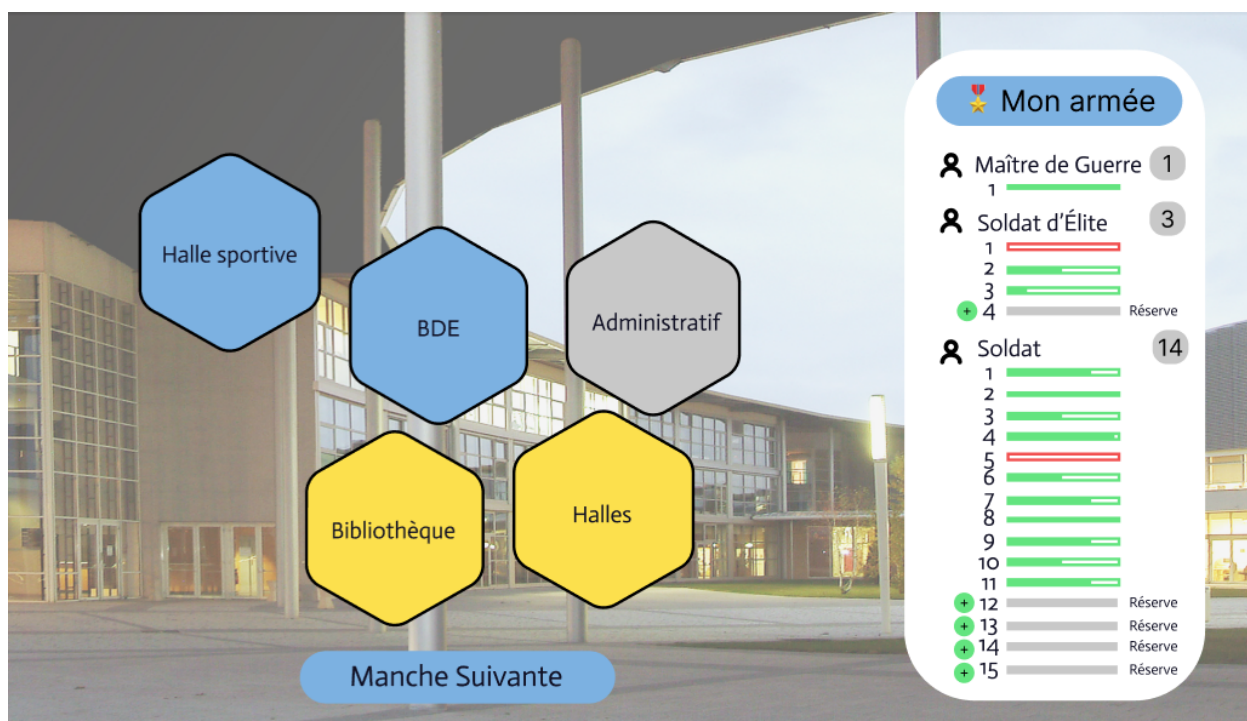 Halle sportive
BDE
Administratif
Bibliothèque
Halles
Manche Suivante
Mon armée
Maître de Guerre 1
1
Soldat d'Élite 3
1
2
3
+ 4 Réserve
Soldat 14
1
2
3
4
5
6
7
8
9
10
11
+ 12 Réserve
+ 13 Réserve
+ 14 Réserve
+ 15 Réserve